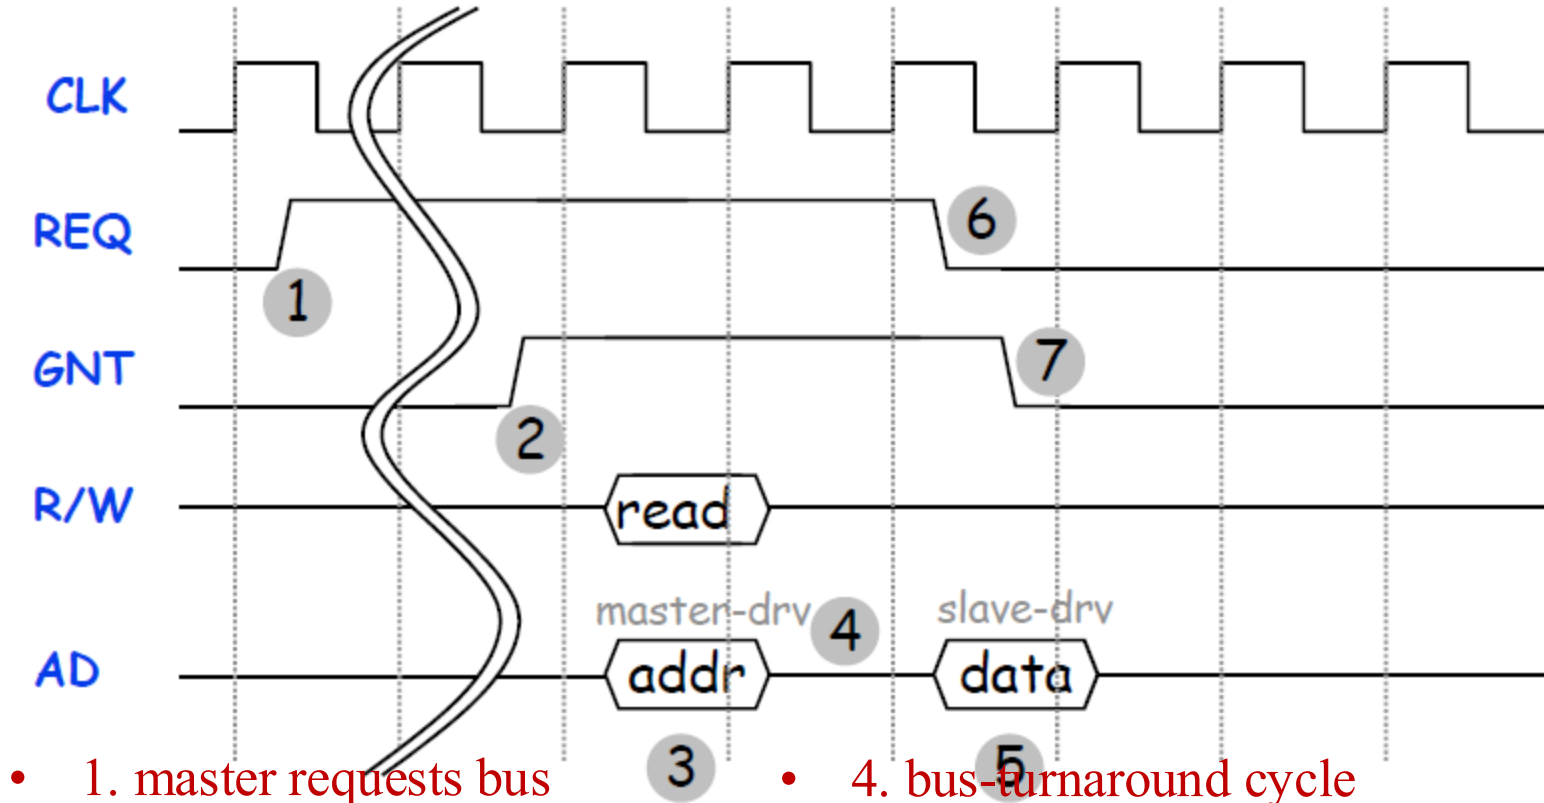 CLK
REQ
6
1
GNT
7
2
R/W
read
master-drv
4
slave-drv
AD
addr
data
3
5
• 1. master requests bus
• 4. bus-turnaround cycle